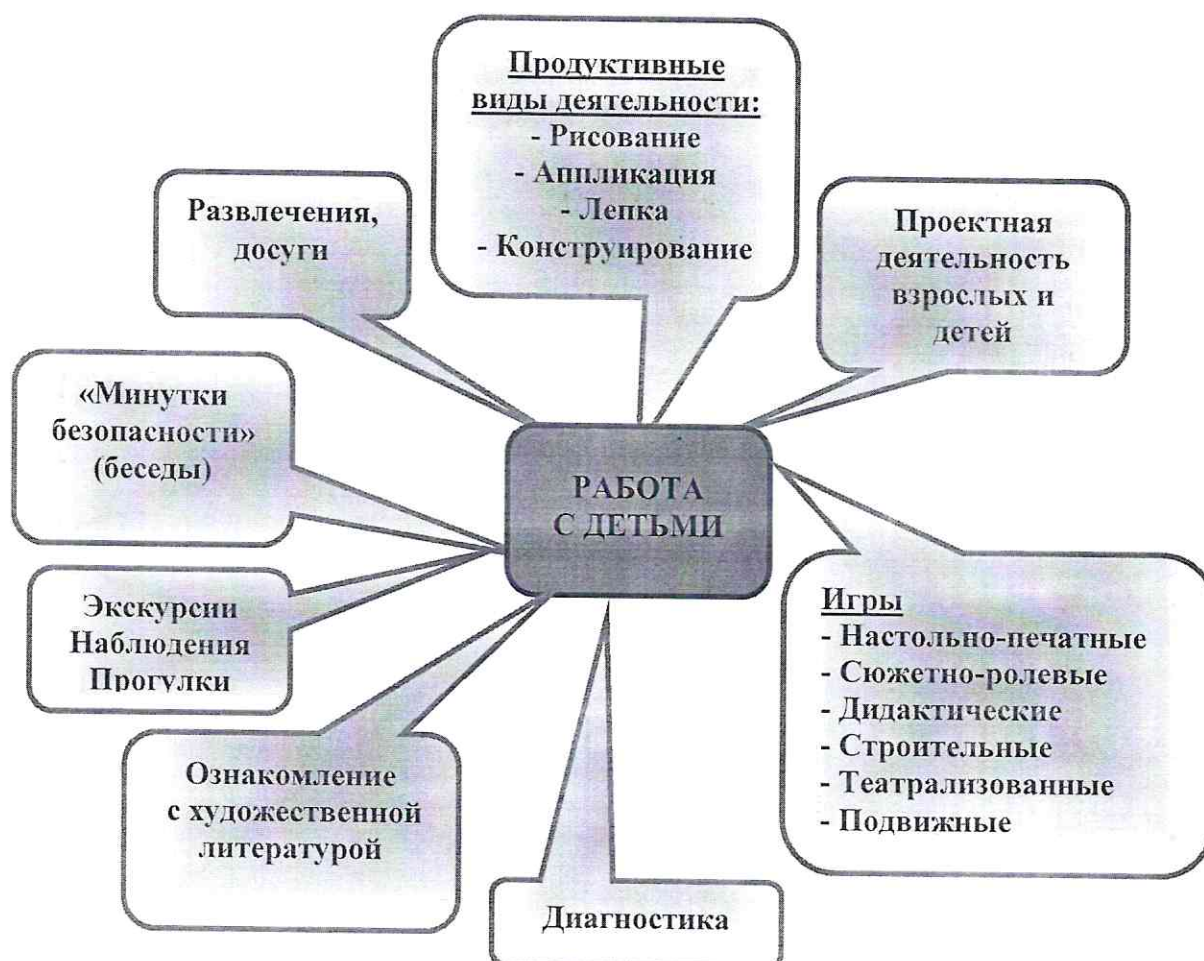 Продуктивные
виды деятельности:
- Рисование
- Аппликация
- Лепка
- Конструирование
Развлечения,
досуги
Проектная
деятельность
взрослых и
детей
«Минутки
безопасности»
(беседы)
РАБОТА
С ДЕТЬМИ
Экскурсии
Наблюдения
Прогулки
Игры
- Настольно-печатные
- Сюжетно-ролевые
- Дидактические
- Строительные
- Театрализованные
- Подвижные
Ознакомление
с художественной
литературой
Диагностика